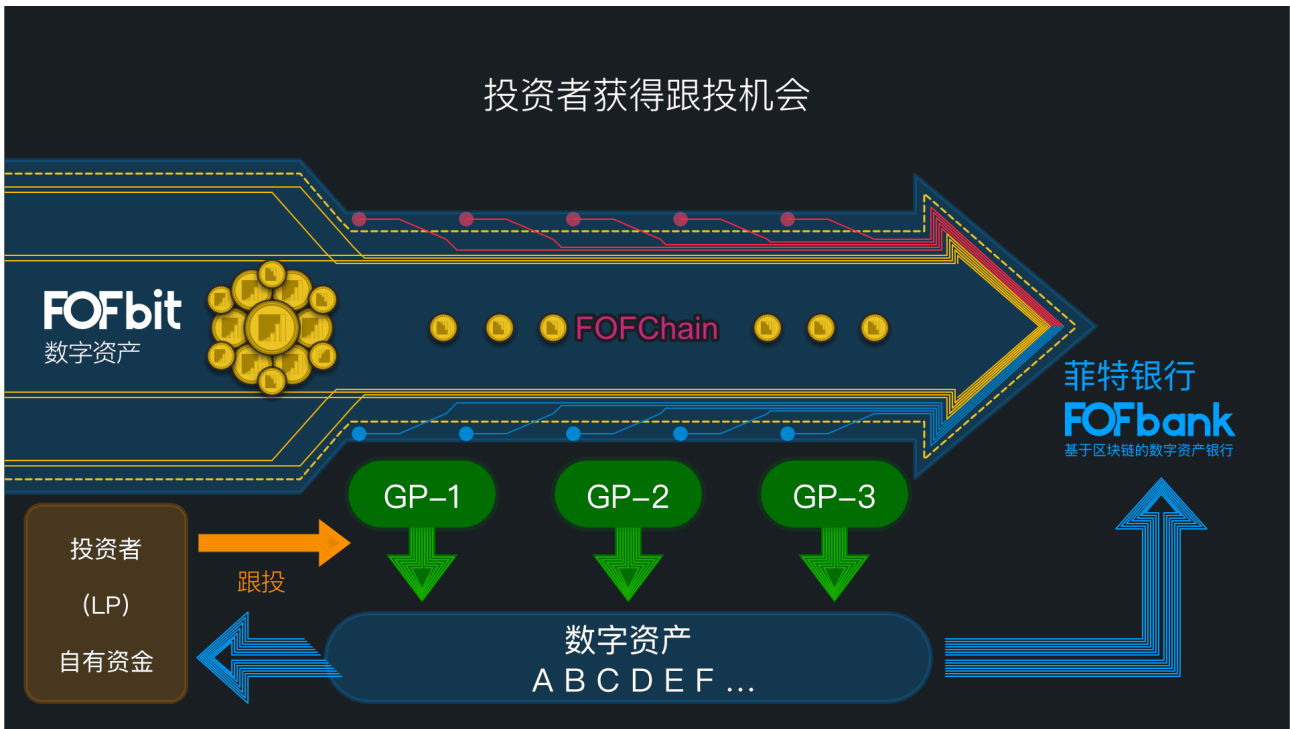 投资者获得跟投机会
FOFbit
数字资产
FOFChain
菲特银行
FOFbank
基于区块链的数字资产银行
GP-1
GP-2
GP-3
投资者
(LP)
自有资金
跟投
数字资产
A B C D E F ...